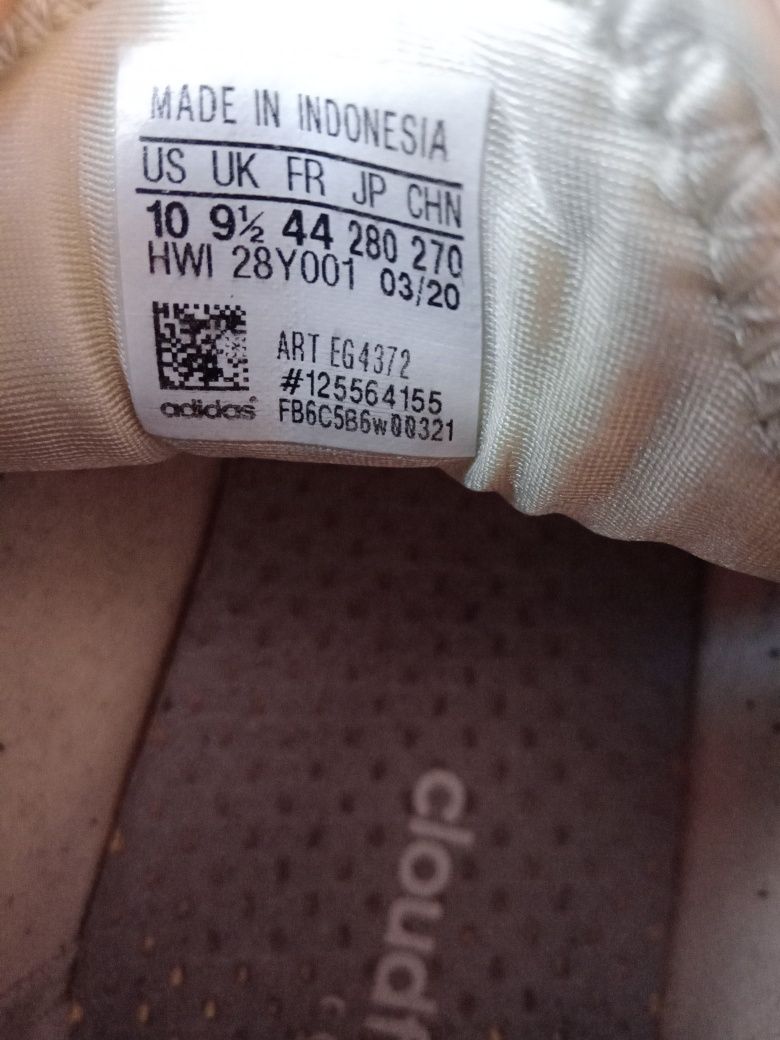 MADE IN INDONESIA
US UK FR JP CHN
10 9½ 44 280 270
HWI 28Y001 03/20
ART EG4372
#125564155
adidas
FB6C5B6w00321